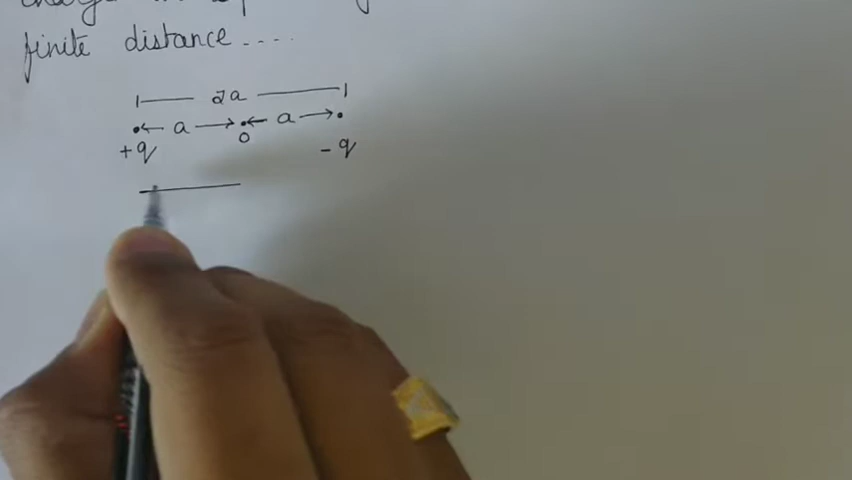 finite distance....
2a
a a
O
+q -q